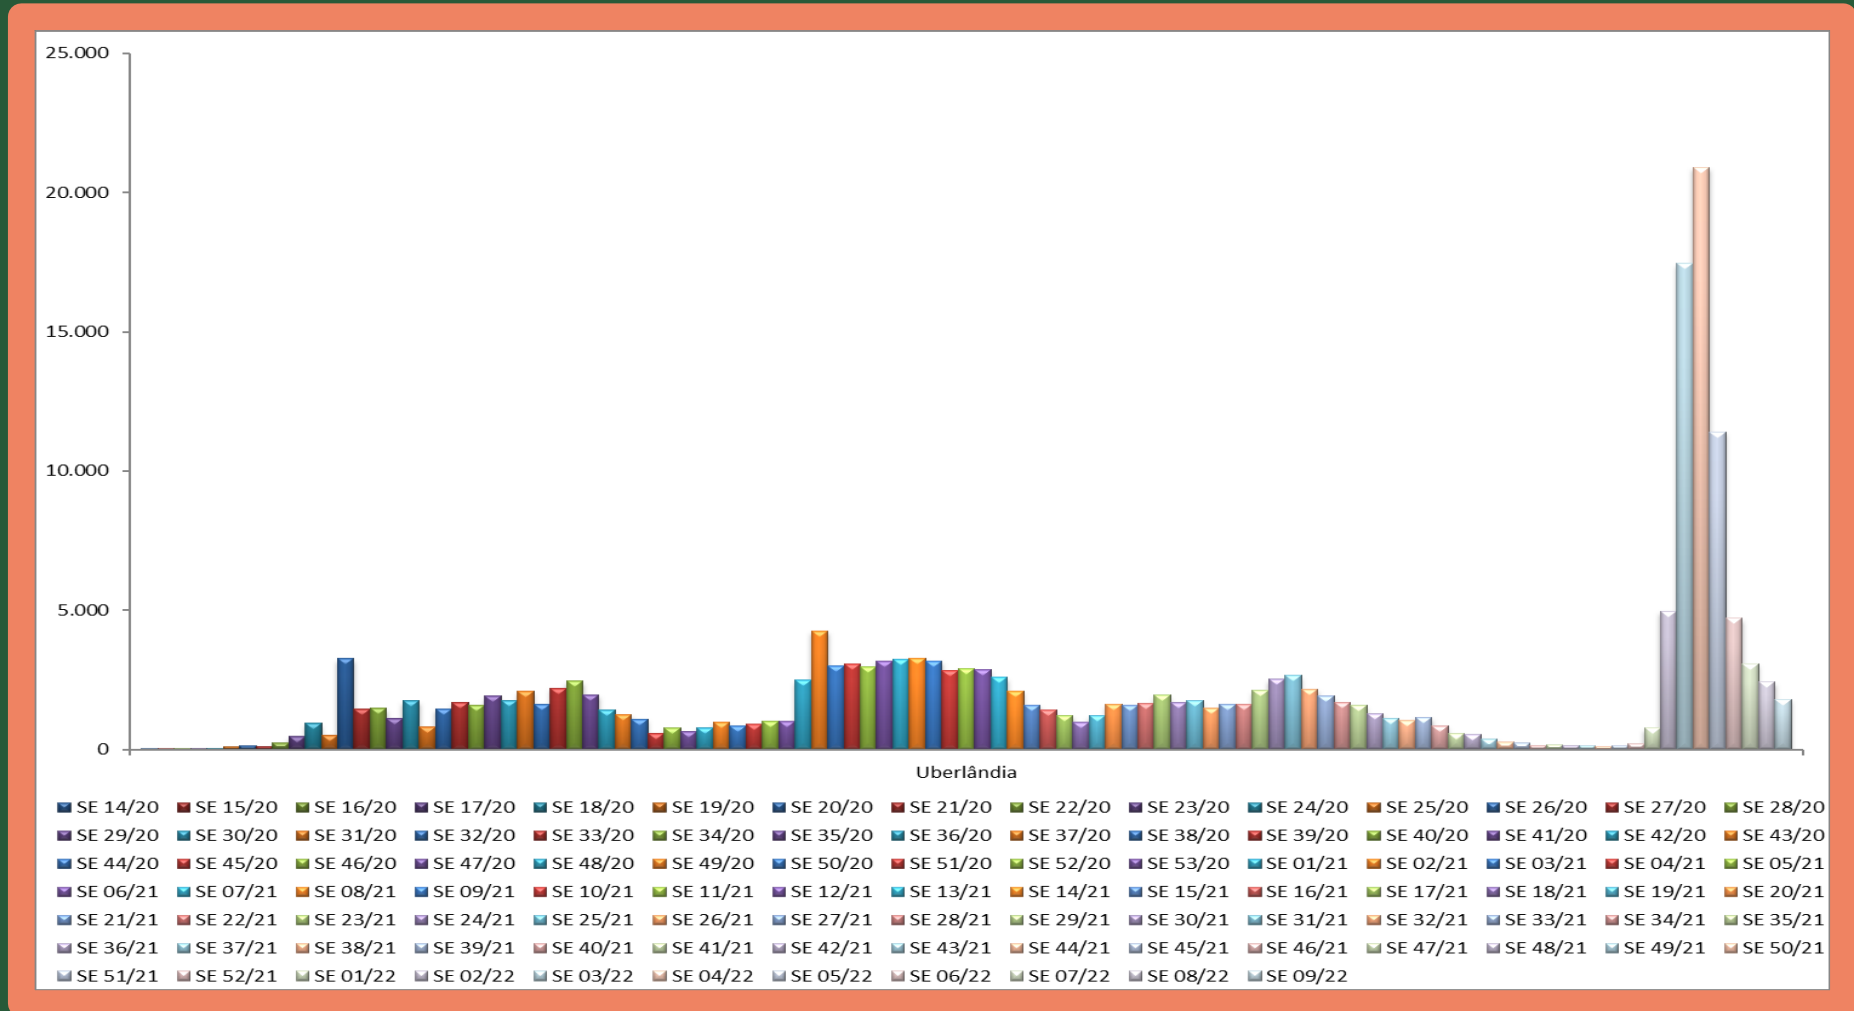 25.000
20.000
15.000
10.000
5.000
0
Uberlândia
SE 14/20 SE 15/20 SE 16/20 SE 17/20 SE 18/20 SE 19/20 SE 20/20 SE 21/20 SE 22/20 SE 23/20 SE 24/20 SE 25/20 SE 26/20 SE 27/20 SE 28/20
SE 29/20 SE 30/20 SE 31/20 SE 32/20 SE 33/20 SE 34/20 SE 35/20 SE 36/20 SE 37/20 SE 38/20 SE 39/20 SE 40/20 SE 41/20 SE 42/20 SE 43/20
SE 44/20 SE 45/20 SE 46/20 SE 47/20 SE 48/20 SE 49/20 SE 50/20 SE 51/20 SE 52/20 SE 53/20 SE 01/21 SE 02/21 SE 03/21 SE 04/21 SE 05/21
SE 06/21 SE 07/21 SE 08/21 SE 09/21 SE 10/21 SE 11/21 SE 12/21 SE 13/21 SE 14/21 SE 15/21 SE 16/21 SE 17/21 SE 18/21 SE 19/21 SE 20/21
SE 21/21 SE 22/21 SE 23/21 SE 24/21 SE 25/21 SE 26/21 SE 27/21 SE 28/21 SE 29/21 SE 30/21 SE 31/21 SE 32/21 SE 33/21 SE 34/21 SE 35/21
SE 36/21 SE 37/21 SE 38/21 SE 39/21 SE 40/21 SE 41/21 SE 42/21 SE 43/21 SE 44/21 SE 45/21 SE 46/21 SE 47/21 SE 48/21 SE 49/21 SE 50/21
SE 51/21 SE 52/21 SE 01/22 SE 02/22 SE 03/22 SE 04/22 SE 05/22 SE 06/22 SE 07/22 SE 08/22 SE 09/22